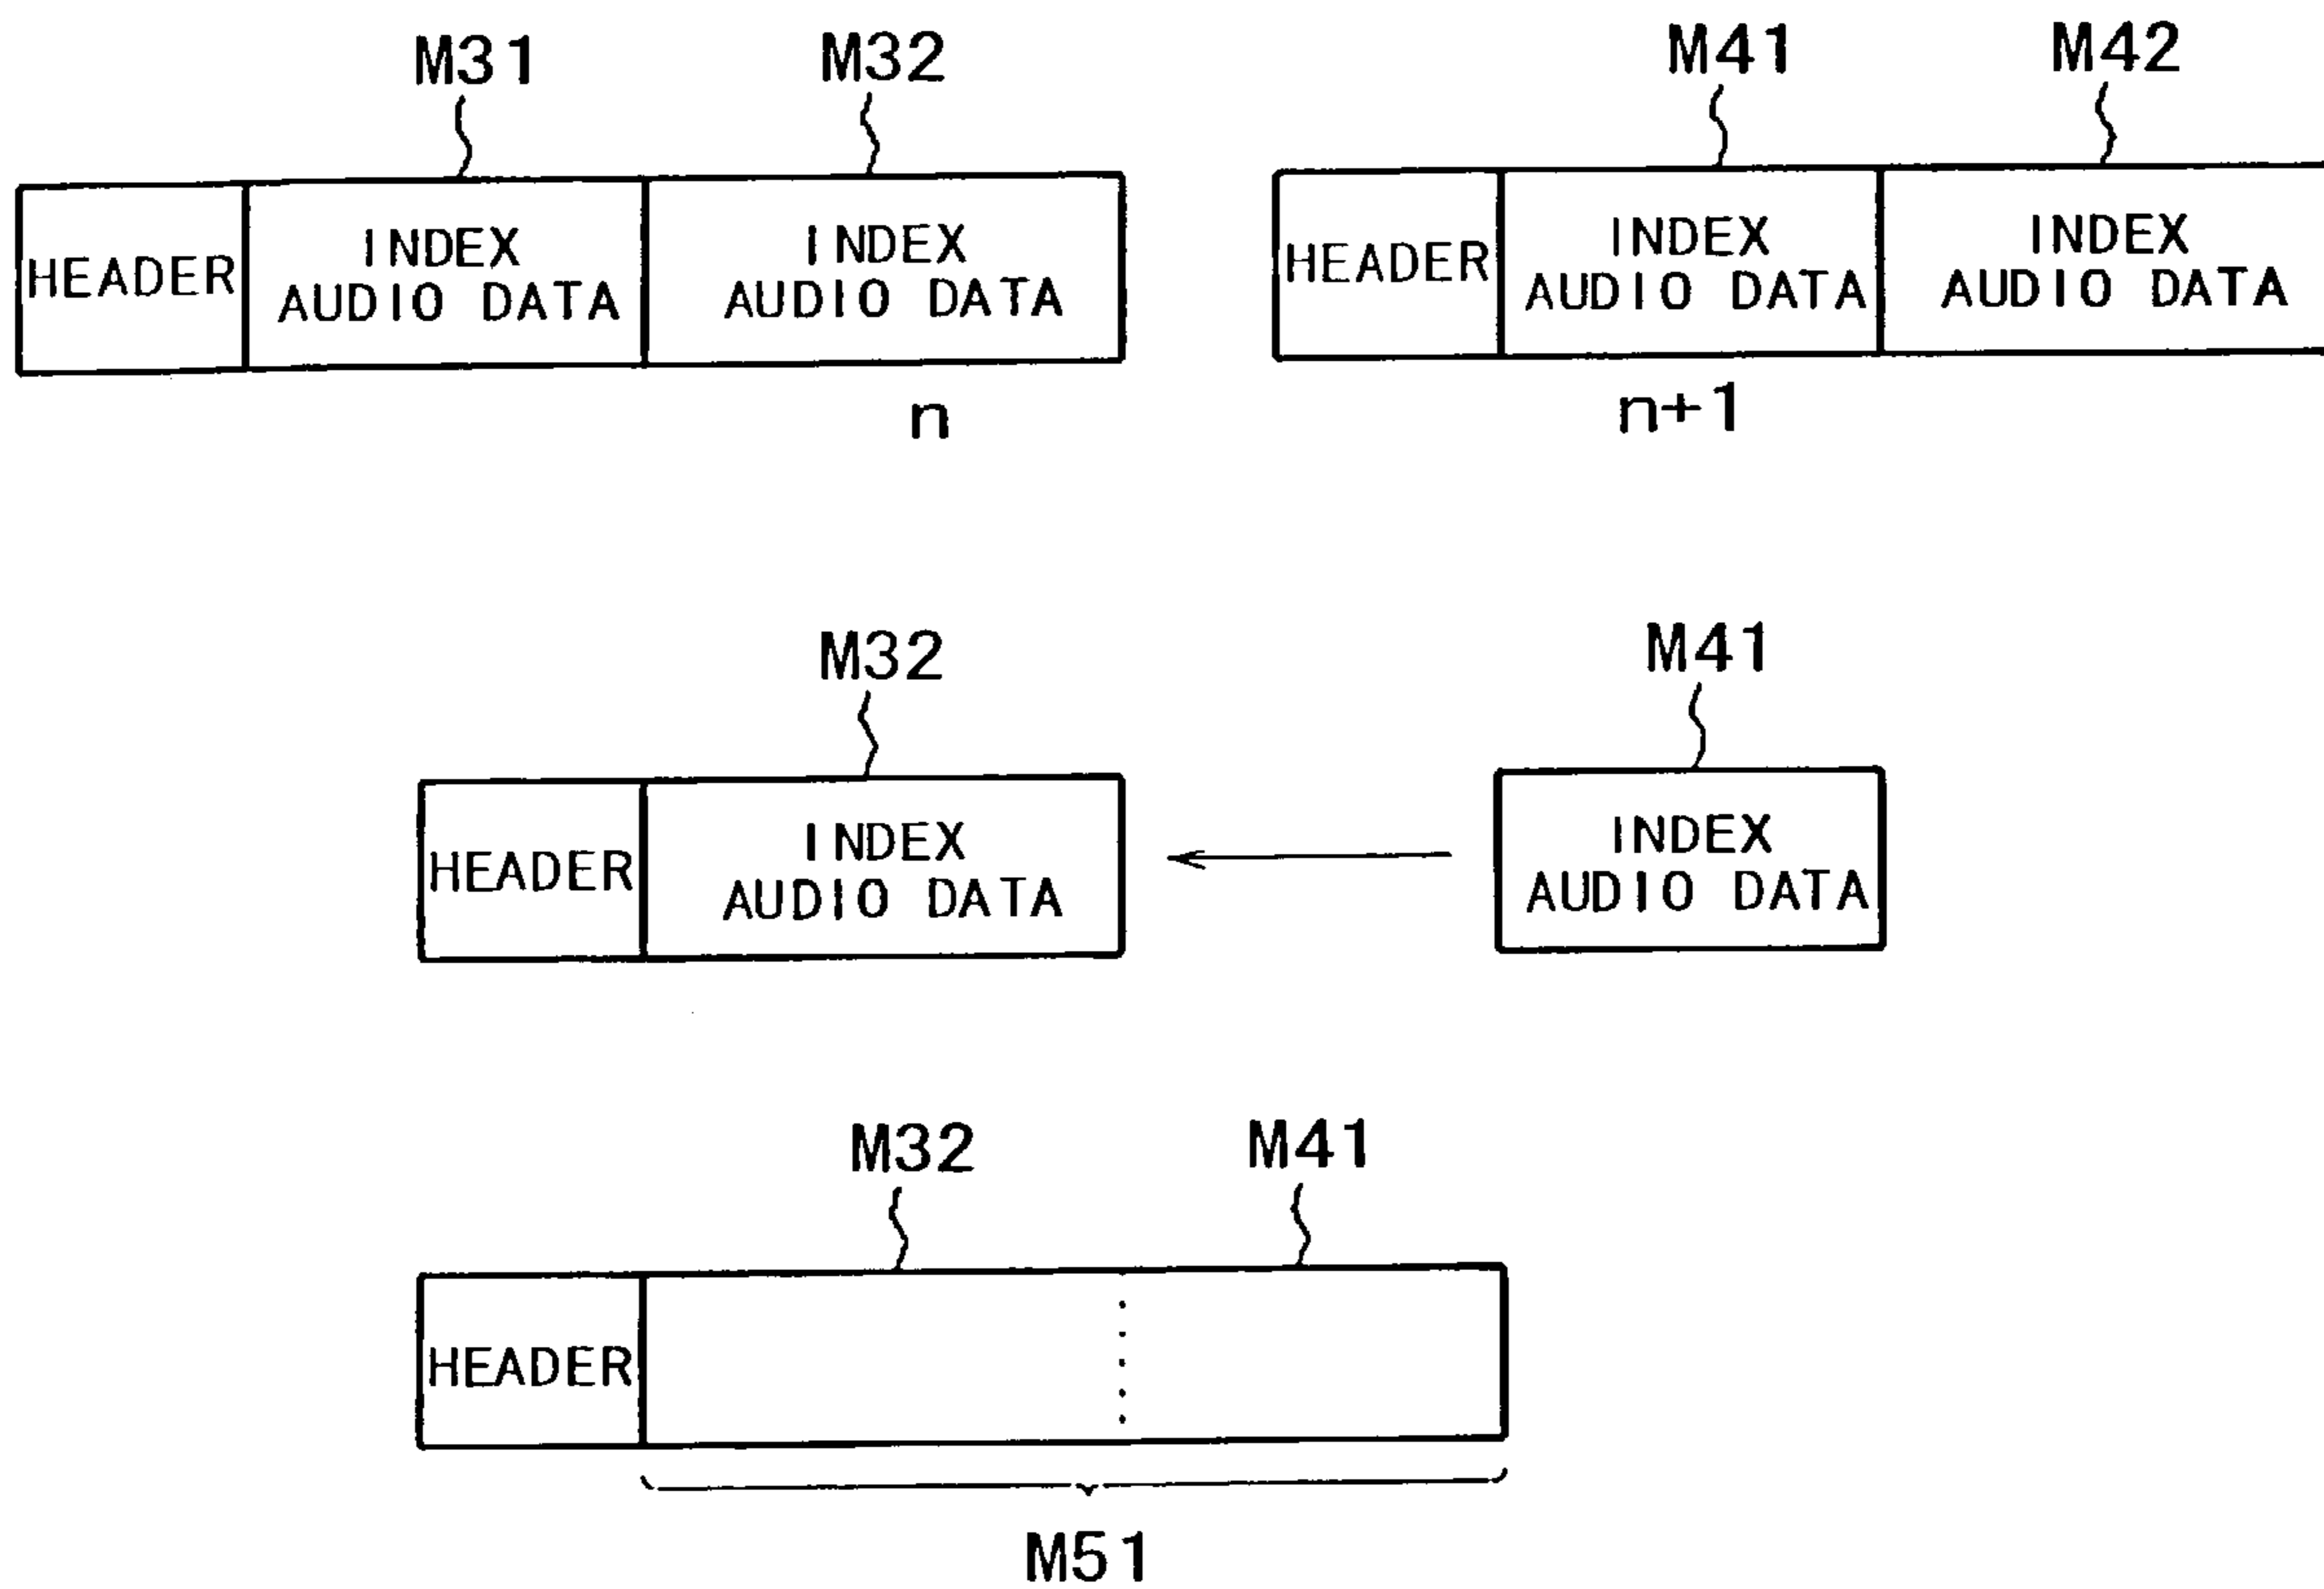 M31 M32 M41 M42
HEADER INDEX AUDIO DATA INDEX AUDIO DATA HEADER INDEX AUDIO DATA INDEX AUDIO DATA
n n+1
M32 M41
HEADER INDEX AUDIO DATA INDEX AUDIO DATA
M32 M41
HEADER
M51